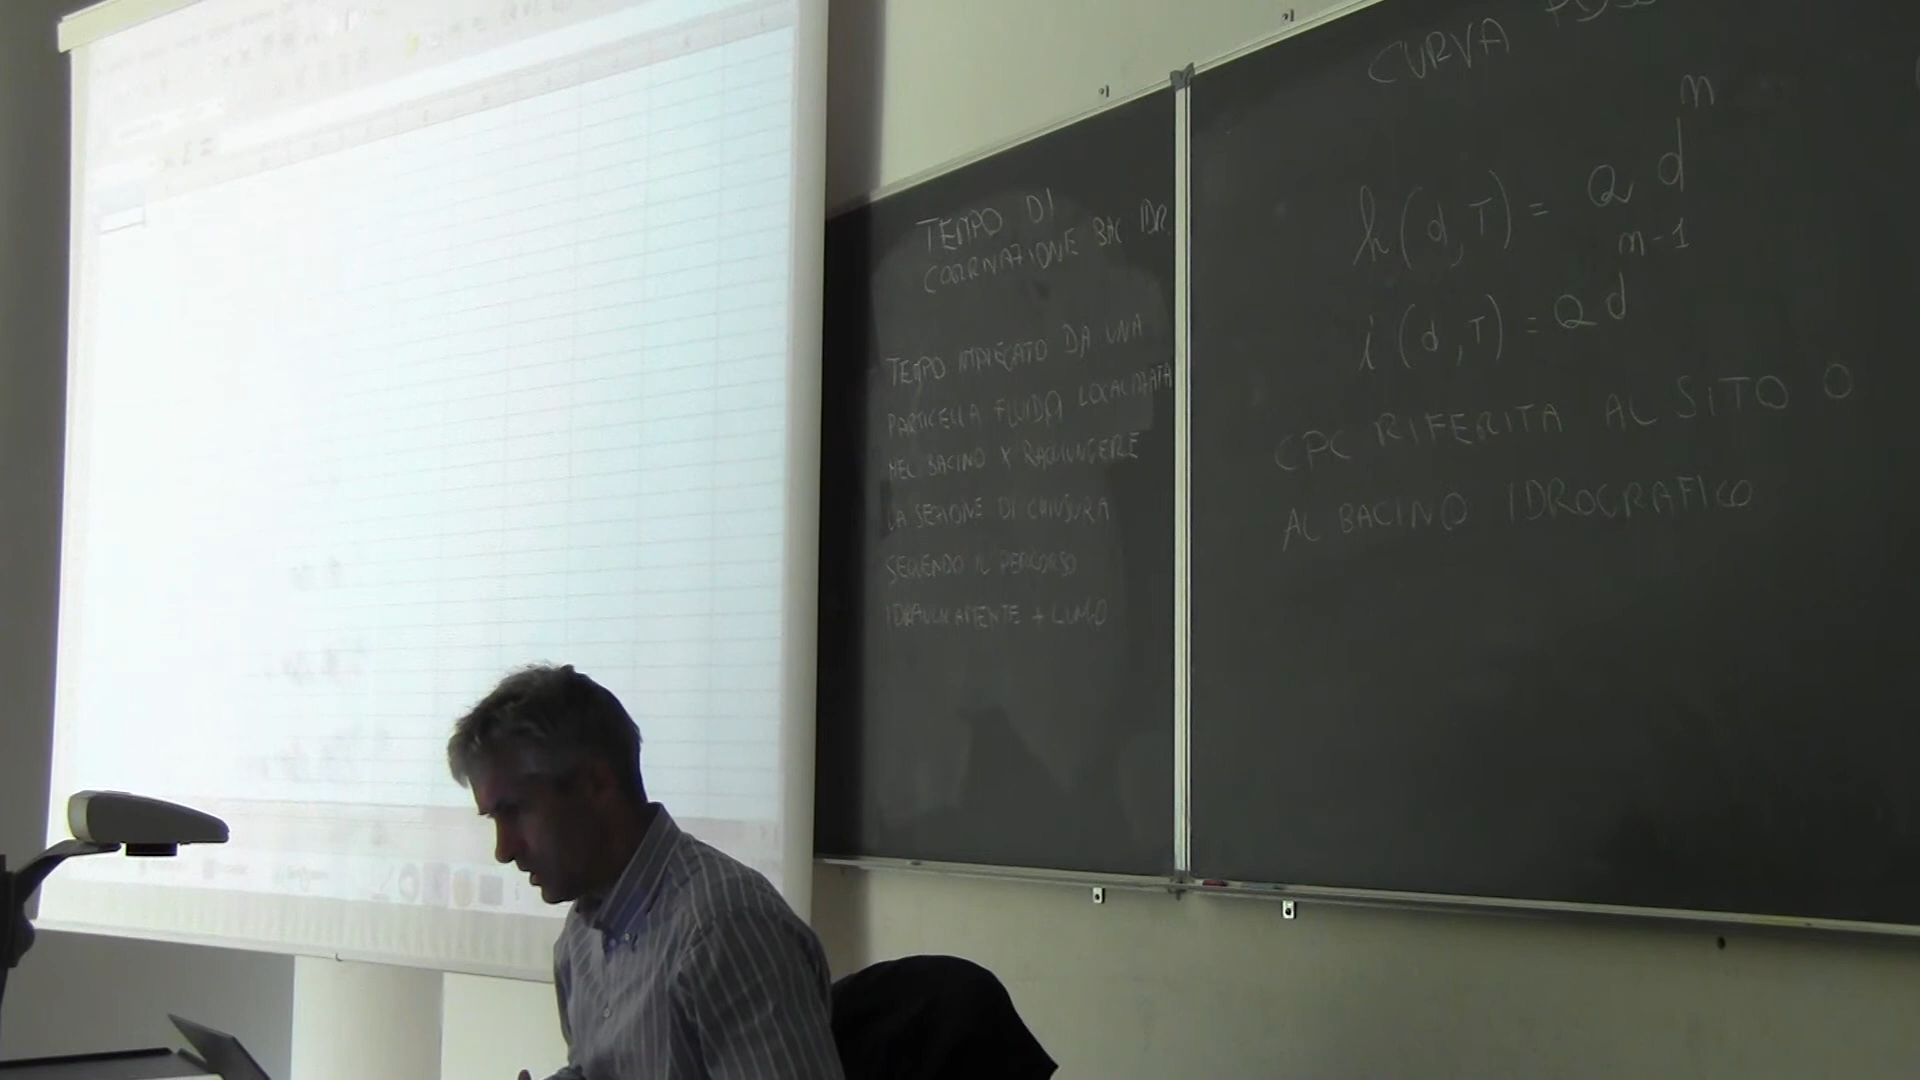 TEMPO DI
CORRIVAZIONE BAC IDR.
TEMPO IMPIEGATO DA UNA
PARTICELLA FLUIDA LOCALIZZATA
NEL BACINO X RAGGIUNGERE
LA SEZIONE DI CHIUSURA
SEGUENDO IL PERCORSO
IDRAULICAMENTE + LUNGO
CURVA
h(d,T) = a d^m
i(d,T) = a d^m-1
CPC RIFERITA AL SITO O
AL BACINO IDROGRAFICO